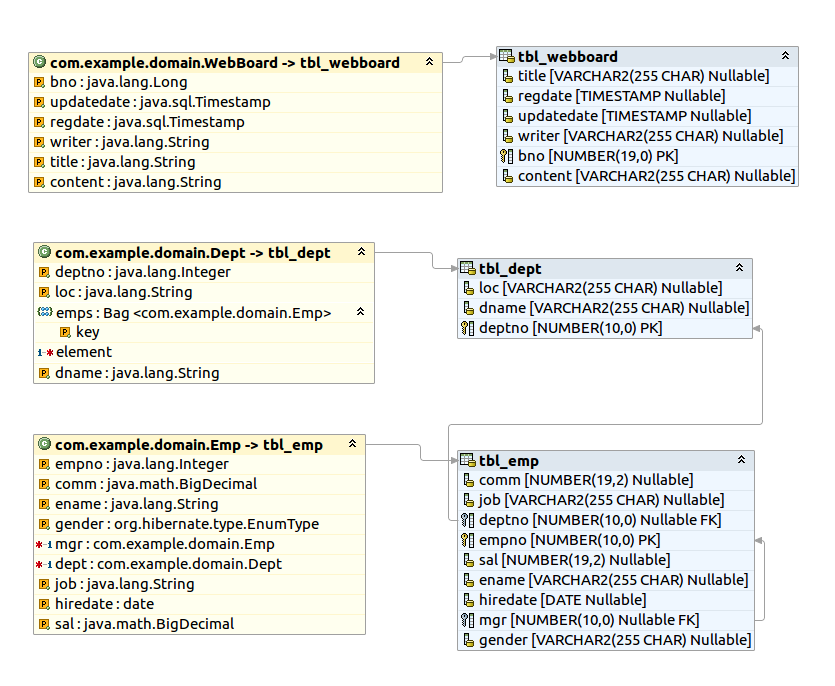 com.example.domain.WebBoard -> tbl_webboard
bno : java.lang.Long
updatedate : java.sql.Timestamp
regdate : java.sql.Timestamp
writer : java.lang.String
title : java.lang.String
content : java.lang.String
tbl_webboard
title [VARCHAR2(255 CHAR) Nullable]
regdate [TIMESTAMP Nullable]
updatedate [TIMESTAMP Nullable]
writer [VARCHAR2(255 CHAR) Nullable]
bno [NUMBER(19,0) PK]
content [VARCHAR2(255 CHAR) Nullable]
com.example.domain.Dept -> tbl_dept
deptno : java.lang.Integer
loc : java.lang.String
emps : Bag <com.example.domain.Emp>
key
element
dname : java.lang.String
tbl_dept
loc [VARCHAR2(255 CHAR) Nullable]
dname [VARCHAR2(255 CHAR) Nullable]
deptno [NUMBER(10,0) PK]
com.example.domain.Emp -> tbl_emp
empno : java.lang.Integer
comm : java.math.BigDecimal
ename : java.lang.String
gender : org.hibernate.type.EnumType
mgr : com.example.domain.Emp
dept : com.example.domain.Dept
job : java.lang.String
hiredate : date
sal : java.math.BigDecimal
tbl_emp
comm [NUMBER(19,2) Nullable]
job [VARCHAR2(255 CHAR) Nullable]
deptno [NUMBER(10,0) Nullable FK]
empno [NUMBER(10,0) PK]
sal [NUMBER(19,2) Nullable]
ename [VARCHAR2(255 CHAR) Nullable]
hiredate [DATE Nullable]
mgr [NUMBER(10,0) Nullable FK]
gender [VARCHAR2(255 CHAR) Nullable]